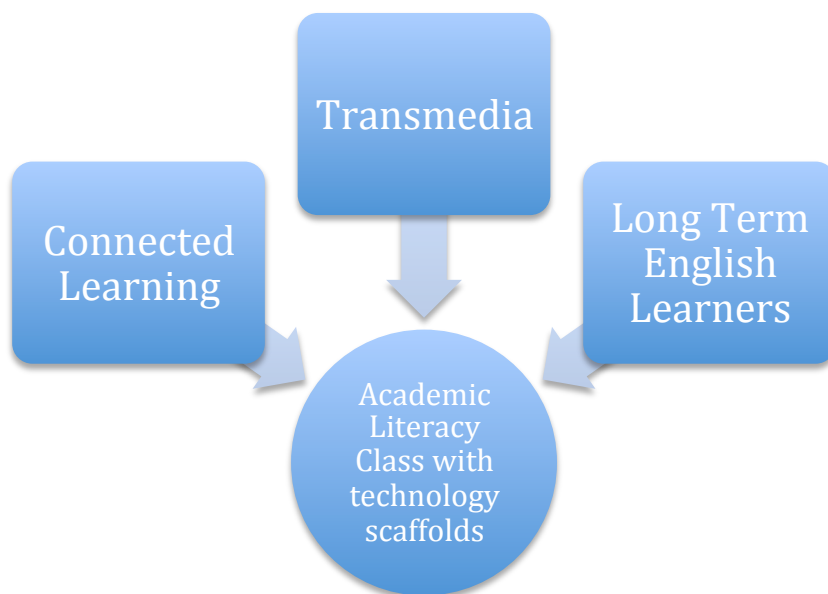 Transmedia
Connected
Learning
Long Term
English
Learners
Academic
Literacy
Class with
technology
scaffolds